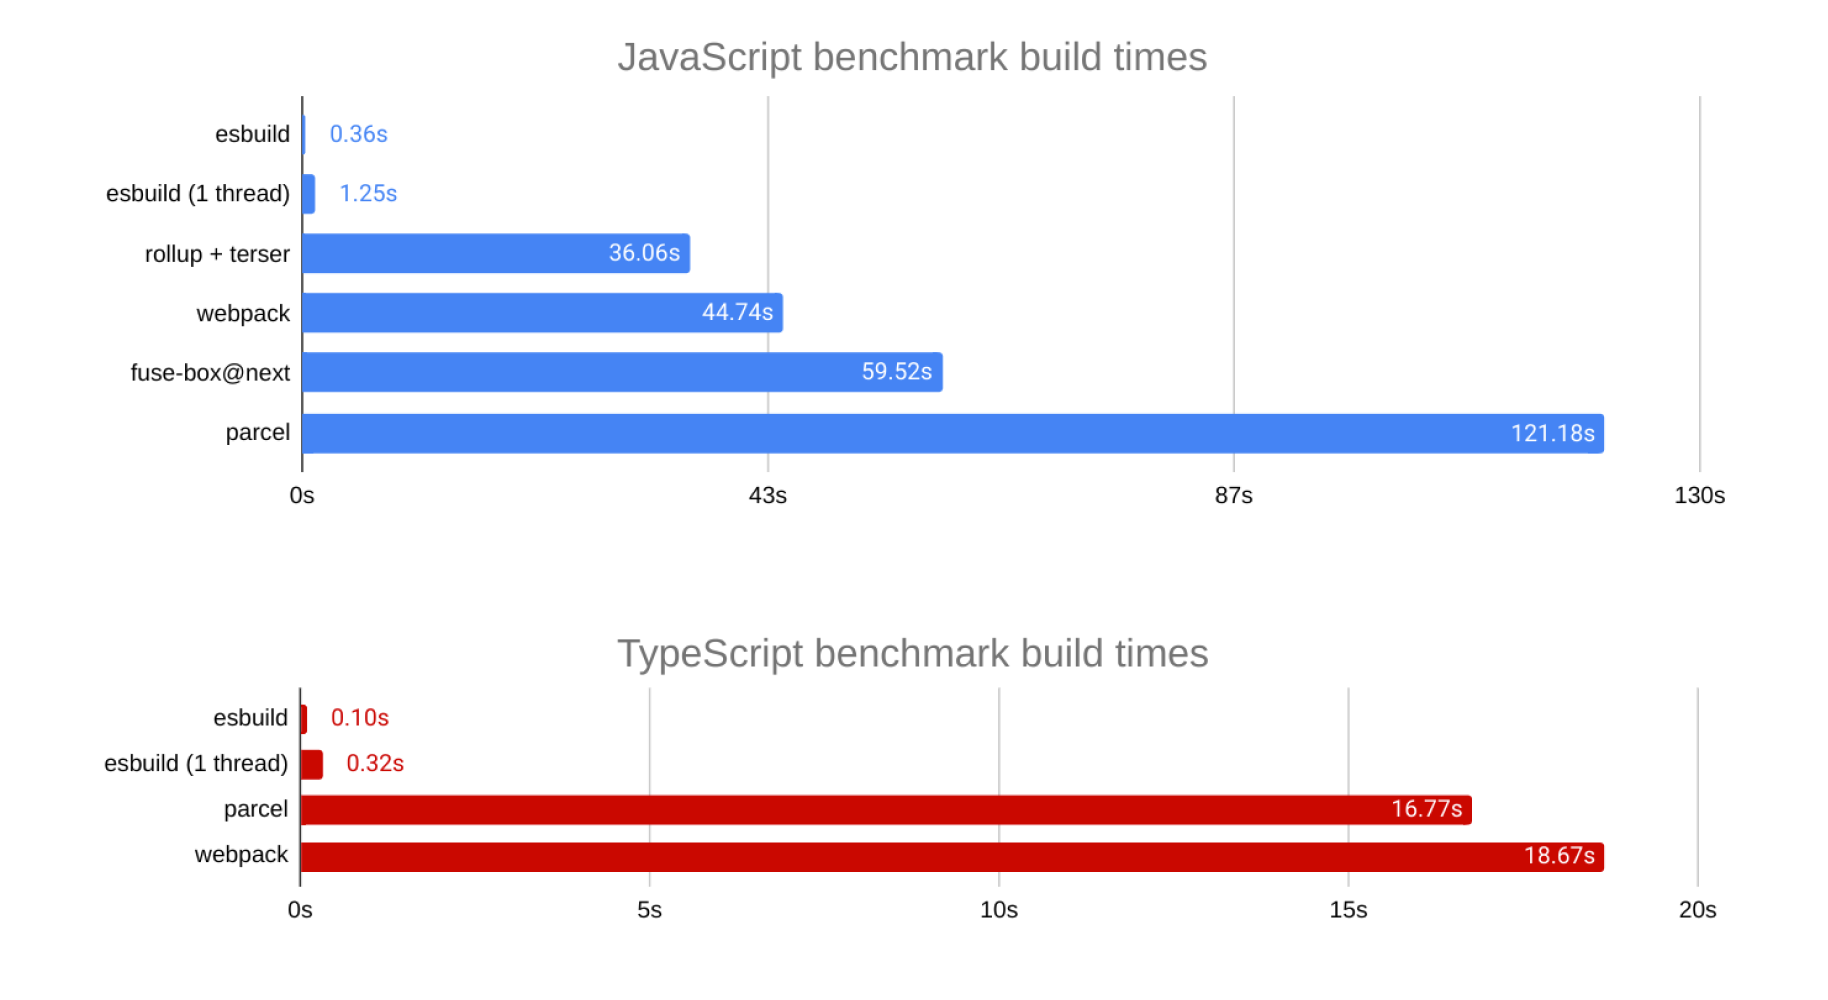 JavaScript benchmark build times
esbuild 0.36s
esbuild (1 thread) 1.25s
rollup + terser 36.06s
webpack 44.74s
fuse-box@next 59.52s
parcel 121.18s
0s 43s 87s 130s
TypeScript benchmark build times
esbuild 0.10s
esbuild (1 thread) 0.32s
parcel 16.77s
webpack 18.67s
0s 5s 10s 15s 20s